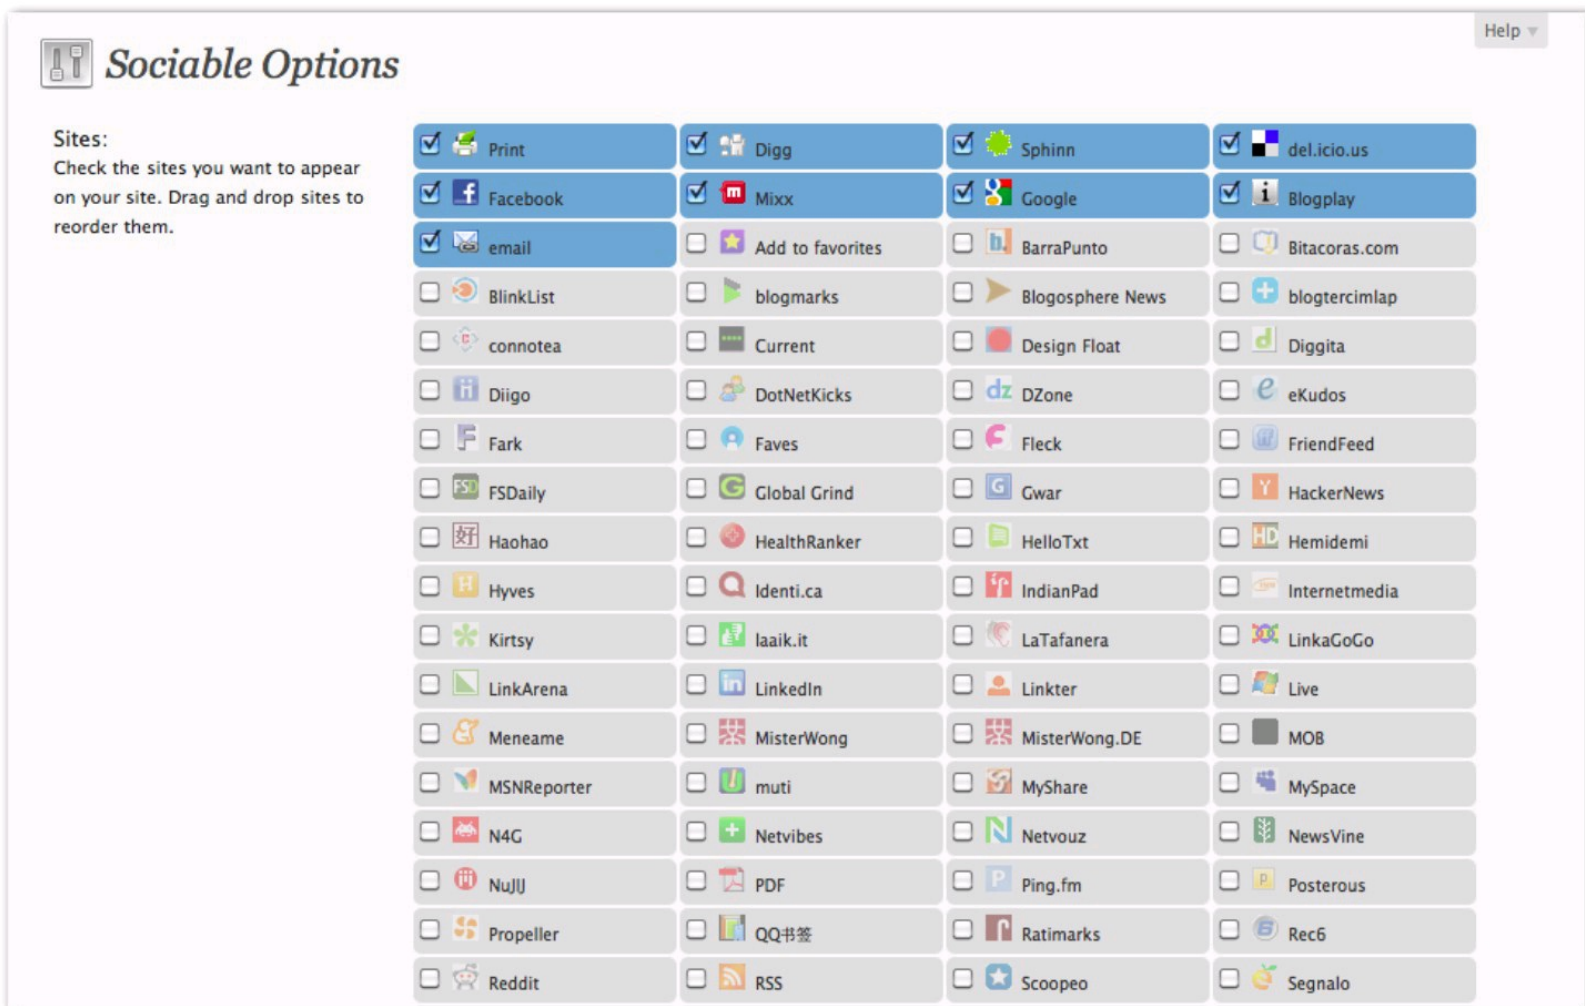 Help
Sociable Options
Sites:
Check the sites you want to appear
on your site. Drag and drop sites to
reorder them.
Print Digg Sphinn del.icio.us
Facebook Mixx Google Blogplay
email Add to favorites BarraPunto Bitacoras.com
BlinkList blogmarks Blogosphere News blogtercimlap
connotea Current Design Float Diggita
Diigo DotNetKicks DZone eKudos
Fark Faves Fleck FriendFeed
FSDaily Global Grind Gwar HackerNews
Haohao HealthRanker HelloTxt Hemidemi
Hyves Identi.ca IndianPad Internetmedia
Kirtsy laaik.it LaTafanera LinkaGoGo
LinkArena LinkedIn Linkter Live
Meneame MisterWong MisterWong.DE MOB
MSNReporter muti MyShare MySpace
N4G Netvibes Netvouz NewsVine
NuJIJ PDF Ping.fm Posterous
Propeller QQ书签 Ratimarks Rec6
Reddit RSS Scoopeo Segnalo